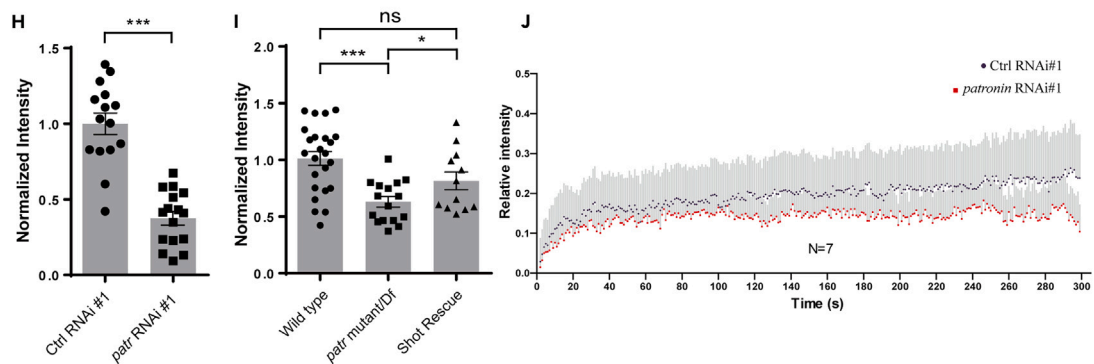 H
***
Normalized Intensity
1.5
1.0
0.5
0.0
Ctrl RNAi #1
patr RNAi #1
I
ns
***
*
Normalized Intensity
2.0
1.5
1.0
0.5
0.0
Wild type
patr mutant/Df
Shot Rescue
J
Ctrl RNAi#1
patronin RNAi#1
Relative intensity
0.5
0.4
0.3
0.2
0.1
0.0
N=7
0 20 40 60 80 100 120 140 160 180 200 220 240 260 280 300
Time (s)